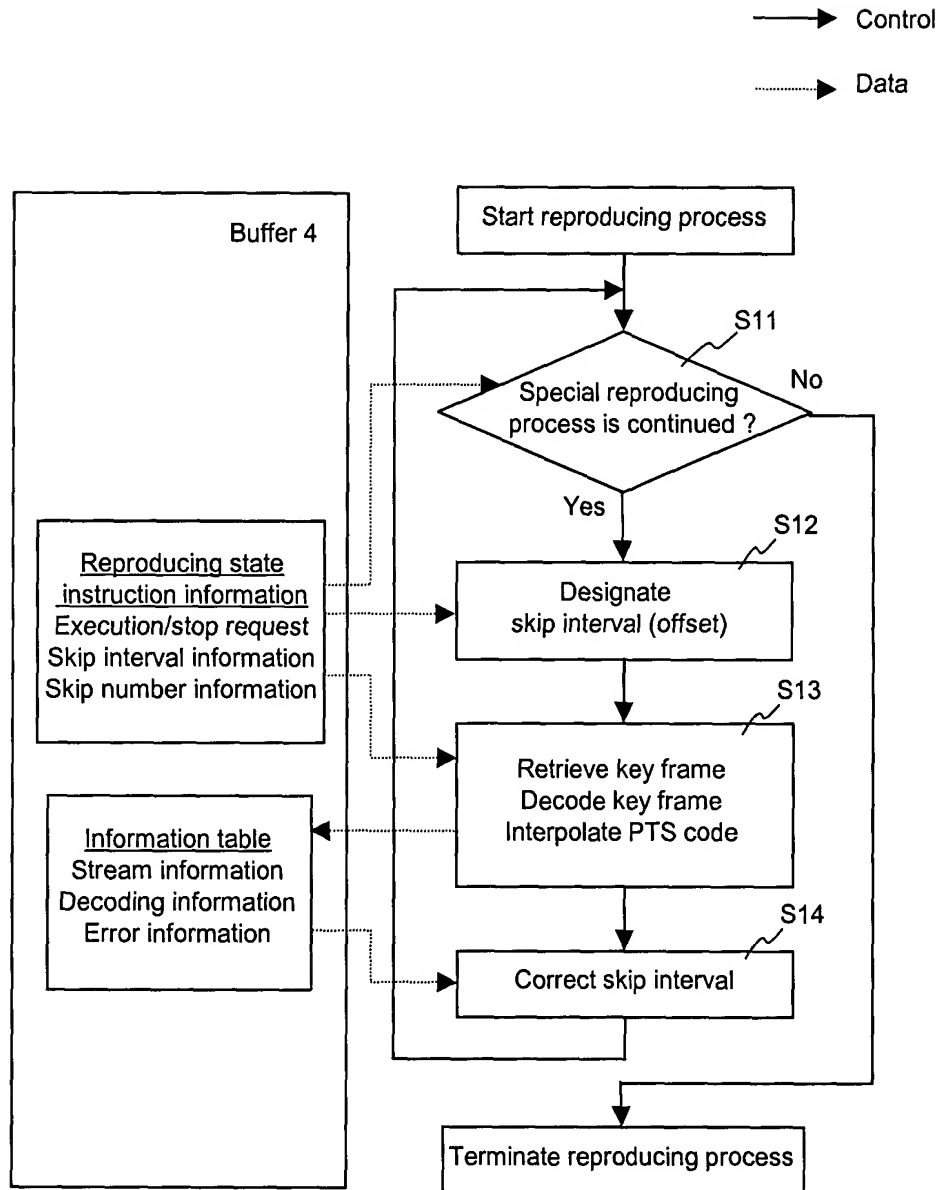 Control
Data
Buffer 4
Start reproducing process
S11
Special reproducing
process is continued ?
No
Yes
S12
Designate
skip interval (offset)
Reproducing state
instruction information
Execution/stop request
Skip interval information
Skip number information
S13
Retrieve key frame
Decode key frame
Interpolate PTS code
Information table
Stream information
Decoding information
Error information
S14
Correct skip interval
Terminate reproducing process